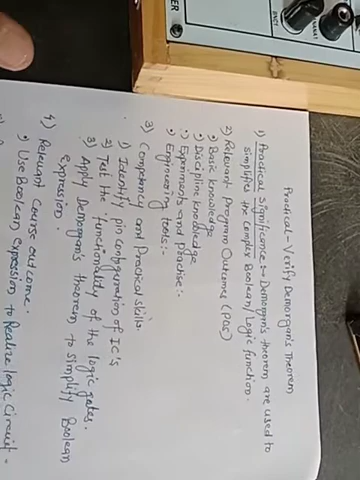 Practical - Verify Demorgan's Theorem
1) Practical Significance :- Demorgan's theorem are used to
simplifies the complex Boolean/Logic function.
2) Relevant Program Outcomes (POs)
• Basic knowledge
• Discipline knowledge
• Experiments and practise :-
• Engineering tools :-
3) Competency and Practical skills.
1) Identify pin configuration of IC's
2) Test the functionality of the logic gates.
3) Apply Demorgan's theorem to simplify Boolean
expression.
4) Relevant Course outcome.
• Use Boolean expression to Realize logic Circuit.